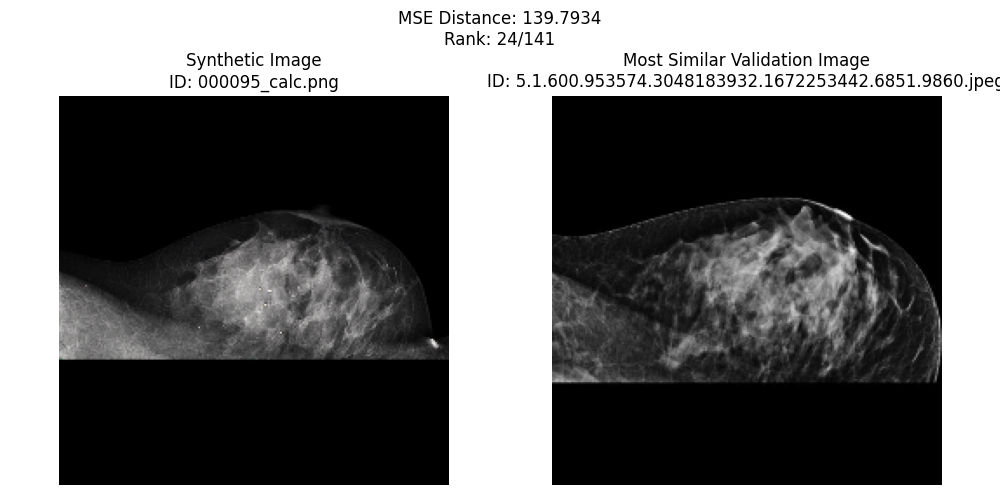 MSE Distance: 139.7934
Rank: 24/141
Synthetic Image
ID: 000095_calc.png
Most Similar Validation Image
ID: 5.1.600.953574.3048183932.1672253442.6851.9860.jpeg